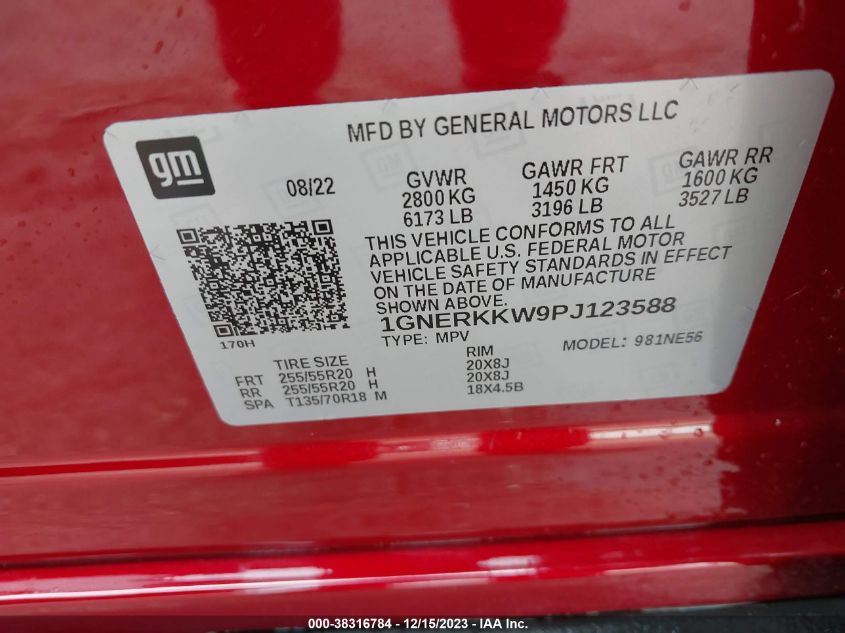 MFD BY GENERAL MOTORS LLC
gm
08/22 GVWR GAWR FRT GAWR RR
2800 KG 1450 KG 1600 KG
6173 LB 3196 LB 3527 LB
THIS VEHICLE CONFORMS TO ALL
APPLICABLE U.S. FEDERAL MOTOR
VEHICLE SAFETY STANDARDS IN EFFECT
ON THE DATE OF MANUFACTURE
SHOWN ABOVE.
1GNERKKW9PJ123588
170H
TYPE: MPV MODEL: 981NE56
TIRE SIZE RIM
FRT 255/55R20 H 20X8J
RR 255/55R20 H 20X8J
SPA T135/70R18 M 18X4.5B
000-38316784 - 12/15/2023 - IAA Inc.